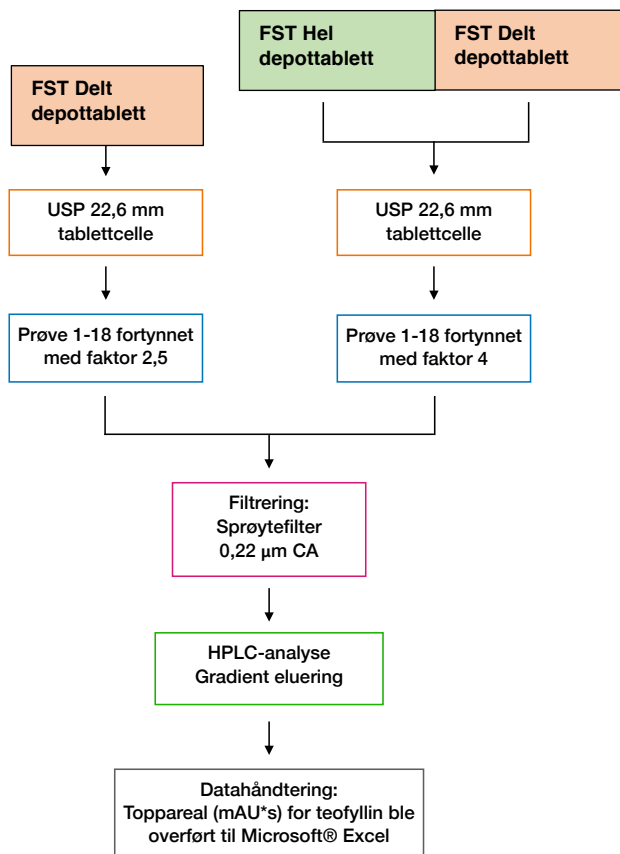 FST Hel
depottablett
FST Delt
depottablett
FST Delt
depottablett
USP 22,6 mm
tablettcelle
USP 22,6 mm
tablettcelle
Prøve 1-18 fortynnet
med faktor 2,5
Prøve 1-18 fortynnet
med faktor 4
Filtrering:
Sprøytefilter
0,22 µm CA
HPLC-analyse
Gradient eluering
Datahåndtering:
Toppareal (mAU*s) for teofyllin ble
overført til Microsoft® Excel